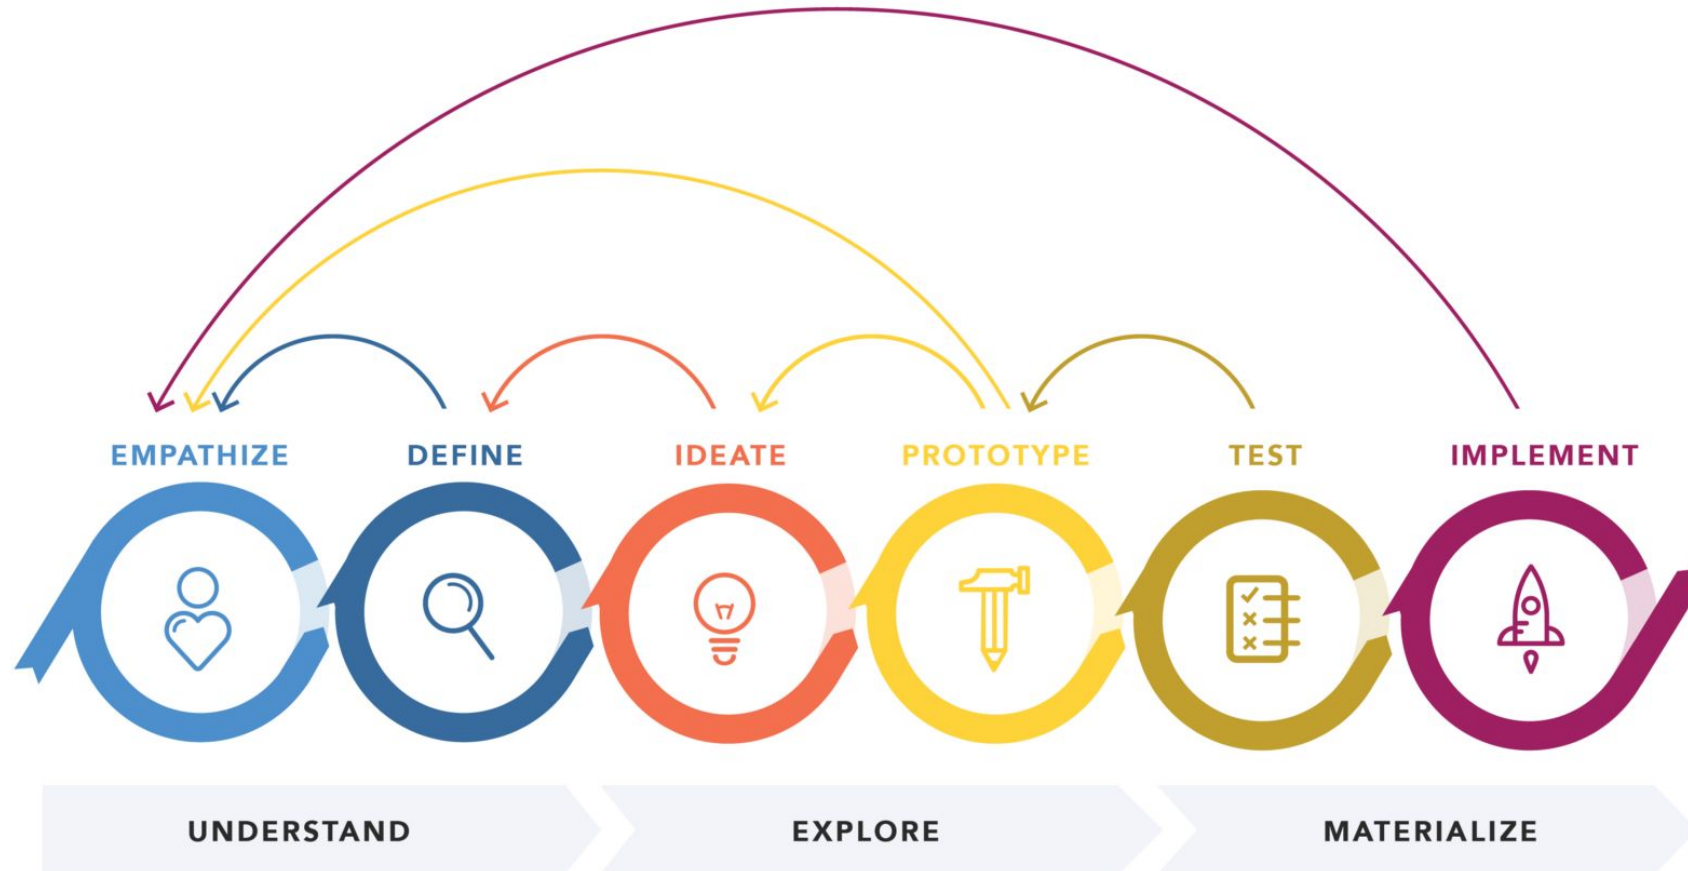 EMPATHIZE
DEFINE
IDEATE
PROTOTYPE
TEST
IMPLEMENT
UNDERSTAND
EXPLORE
MATERIALIZE